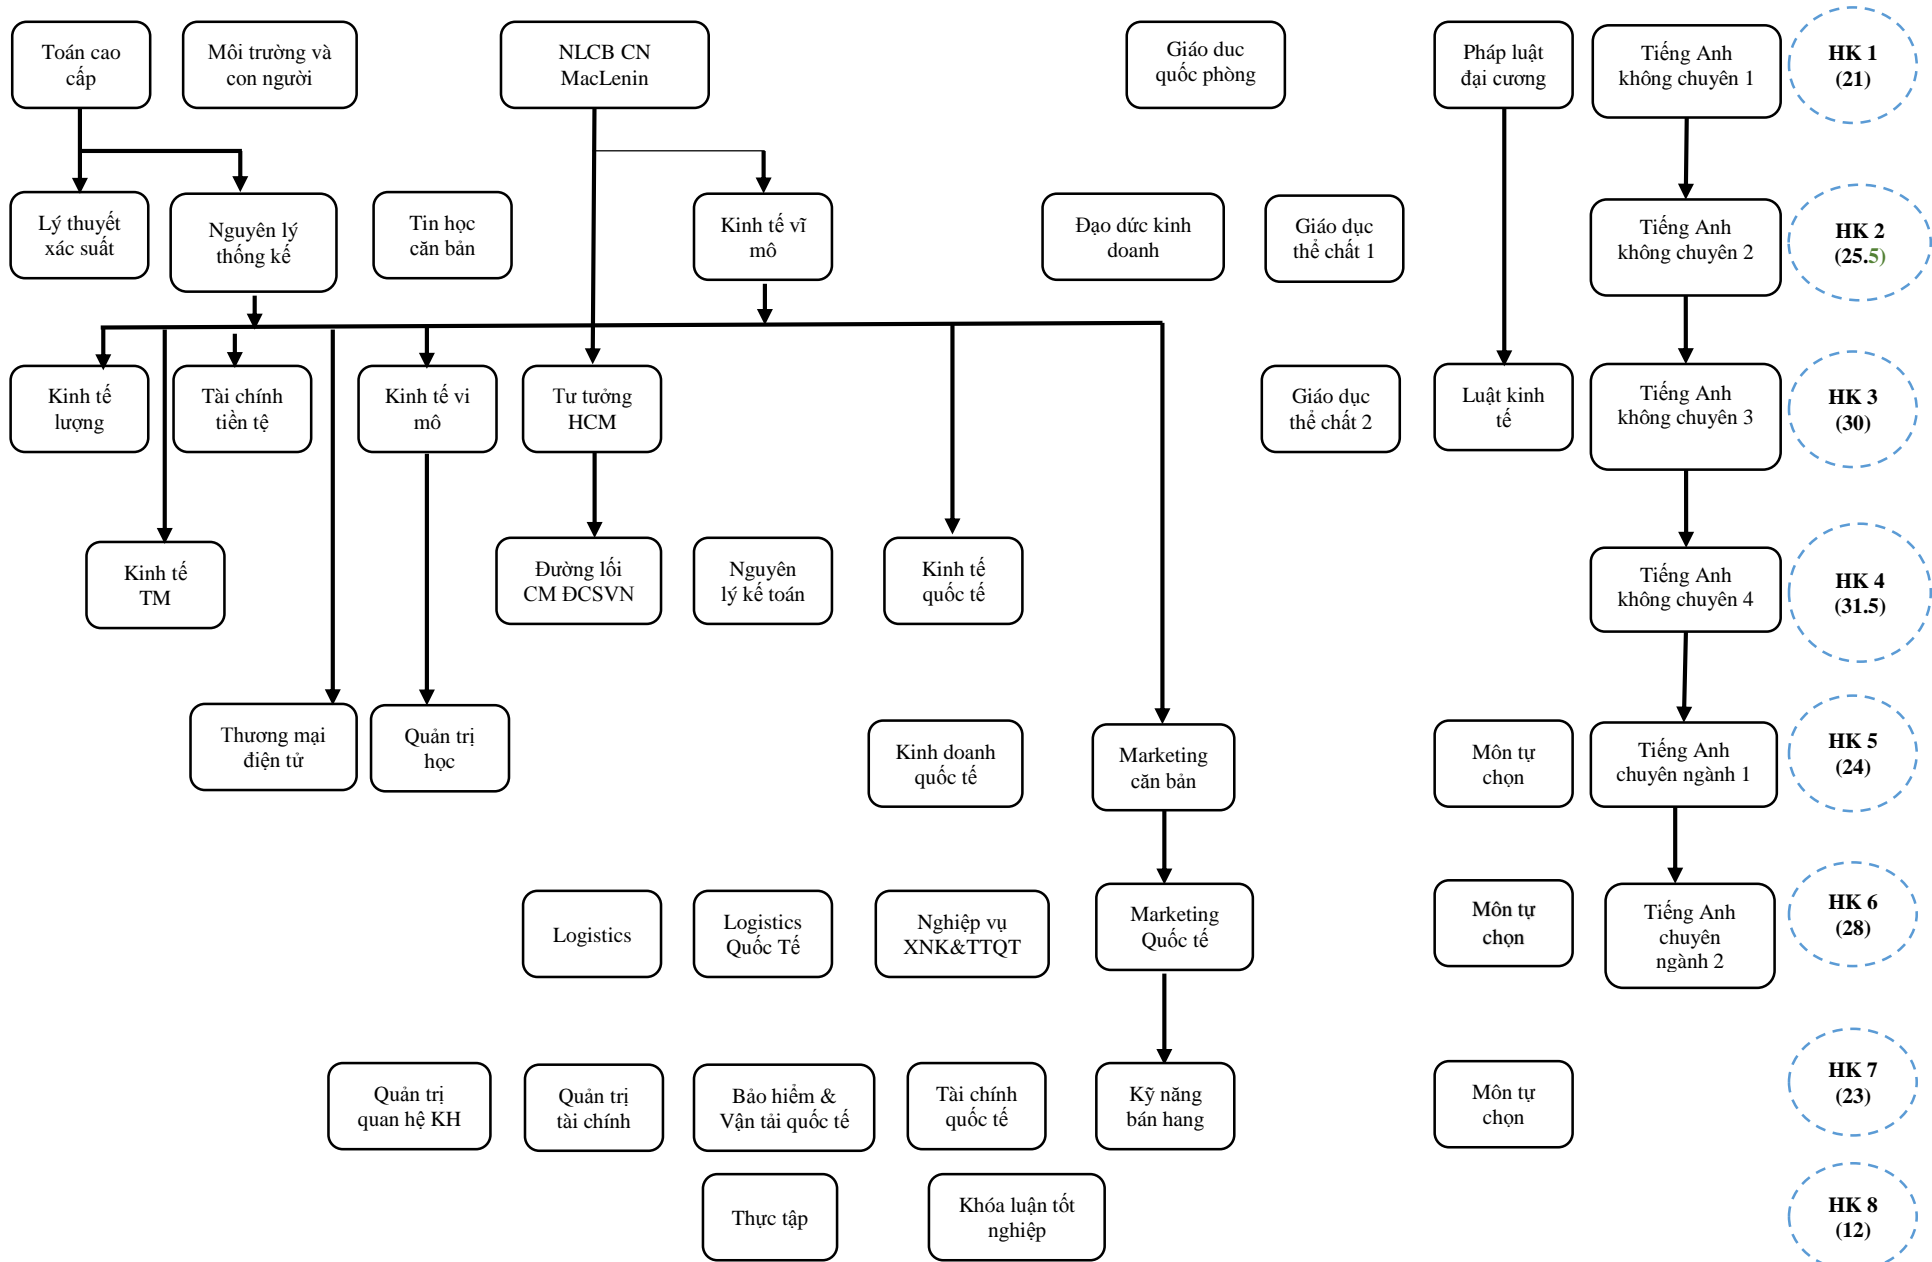 Toán cao
cấp
Môi trường và
con người
NLCB CN
MacLenin
Giáo duc
quốc phòng
Pháp luật
đại cương
Tiếng Anh
không chuyên 1
HK 1
(21)
Lý thuyết
xác suất
Nguyên lý
thống kế
Tin học
căn bản
Kinh tế vĩ
mô
Đạo dức kinh
doanh
Giáo dục
thể chất 1
Tiếng Anh
không chuyên 2
HK 2
(25.5)
Kinh tế
lượng
Tài chính
tiền tệ
Kinh tế vi
mô
Tư tưởng
HCM
Giáo dục
thể chất 2
Luật kinh
tế
Tiếng Anh
không chuyên 3
HK 3
(30)
Kinh tế
TM
Đường lối
CM ĐCSVN
Nguyên
lý kế toán
Kinh tế
quốc tế
Tiếng Anh
không chuyên 4
HK 4
(31.5)
Thương mại
điện tử
Quản trị
học
Kinh doanh
quốc tế
Marketing
căn bản
Môn tự
chọn
Tiếng Anh
chuyên ngành 1
HK 5
(24)
Logistics
Logistics
Quốc Tế
Nghiệp vụ
XNK&TTQT
Marketing
Quốc tế
Môn tự
chọn
Tiếng Anh
chuyên
ngành 2
HK 6
(28)
Quản trị
quan hệ KH
Quản trị
tài chính
Bảo hiểm &
Vận tải quốc tế
Tài chính
quốc tế
Kỹ năng
bán hang
Môn tự
chọn
HK 7
(23)
Thực tập
Khóa luận tốt
nghiệp
HK 8
(12)